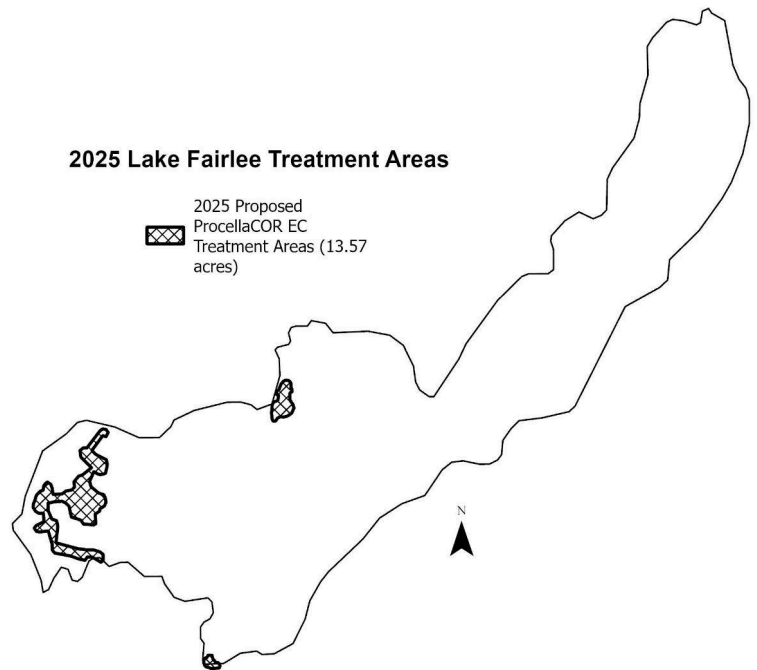 2025 Lake Fairlee Treatment Areas
2025 Proposed
ProcellaCOR EC
Treatment Areas (13.57
acres)
N